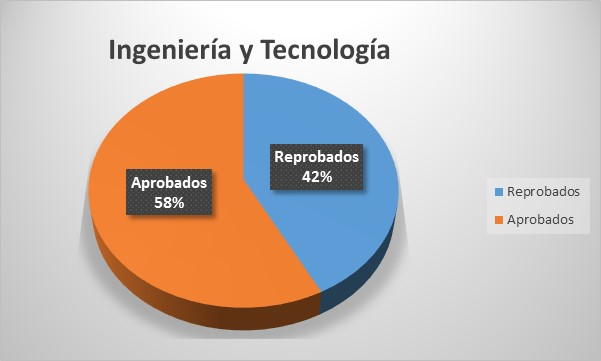 Ingeniería y Tecnología
Reprobados
42%
Aprobados
58%
Reprobados
Aprobados